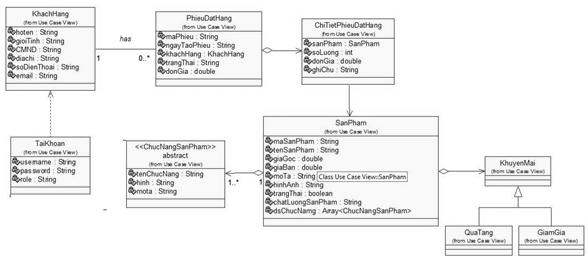 KhachHang
(from Use Case View)
hoten : String
gioiTinh : String
CMND : String
diachi : String
soDienThoai : String
email : String
has
1
0..*
PhieuDatHang
(from Use Case View)
maPhieu : String
ngayTaoPhieu : String
khachHang : KhachHang
trangThai : String
donGia : double
ChiTietPhieuDatHang
(from Use Case View)
sanPham : SanPham
soLuong : int
donGia : double
ghiChu : String
TaiKhoan
(from Use Case View)
username : String
password : String
role : String
<<ChucNangSanPham>>
abstract
(from Use Case View)
tenChucNang : String
hinh : String
mota : String
1..*
1
SanPham
(from Use Case View)
maSanPham : String
tenSanPham : String
giaGoc : double
giaBan : double
moTa : String
Class Use Case View::SanPham
hinhAnh : String
trangThai : boolean
chatLuongSanPham : String
dsChucNamg : Array<ChucNangSanPham>
KhuyenMai
(from Use Case View)
QuaTang
(from Use Case View)
GiamGia
(from Use Case View)